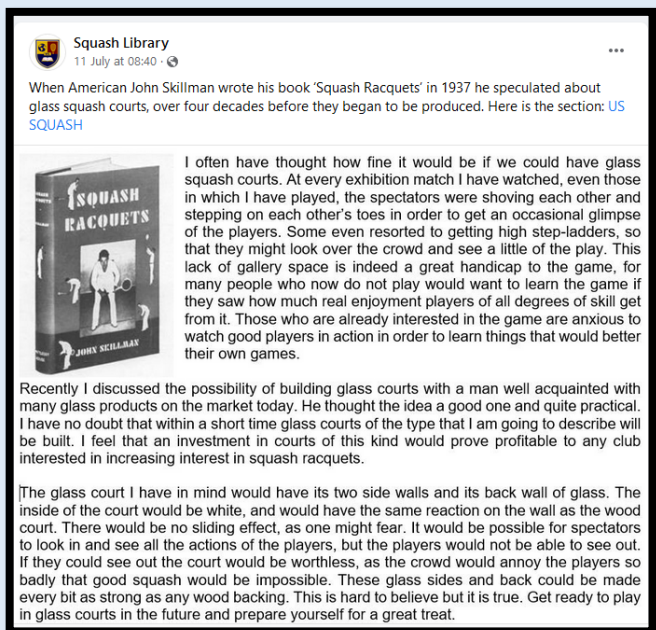 Squash Library
11 July at 08:40 ·
When American John Skillman wrote his book ‘Squash Racquets’ in 1937 he speculated about
glass squash courts, over four decades before they began to be produced. Here is the section: US
SQUASH
SQUASH
RACQUETS
JOHN SKILLMAN
I often have thought how fine it would be if we could have glass
squash courts. At every exhibition match I have watched, even those
in which I have played, the spectators were shoving each other and
stepping on each other’s toes in order to get an occasional glimpse
of the players. Some even resorted to getting high step-ladders, so
that they might look over the crowd and see a little of the play. This
lack of gallery space is indeed a great handicap to the game, for
many people who now do not play would want to learn the game if
they saw how much real enjoyment players of all degrees of skill get
from it. Those who are already interested in the game are anxious to
watch good players in action in order to learn things that would better
their own games.
Recently I discussed the possibility of building glass courts with a man well acquainted with
many glass products on the market today. He thought the idea a good one and quite practical.
I have no doubt that within a short time glass courts of the type that I am going to describe will
be built. I feel that an investment in courts of this kind would prove profitable to any club
interested in increasing interest in squash racquets.
The glass court I have in mind would have its two side walls and its back wall of glass. The
inside of the court would be white, and would have the same reaction on the wall as the wood
court. There would be no sliding effect, as one might fear. It would be possible for spectators
to look in and see all the actions of the players, but the players would not be able to see out.
If they could see out the court would be worthless, as the crowd would annoy the players so
badly that good squash would be impossible. These glass sides and back could be made
every bit as strong as any wood backing. This is hard to believe but it is true. Get ready to play
in glass courts in the future and prepare yourself for a great treat.